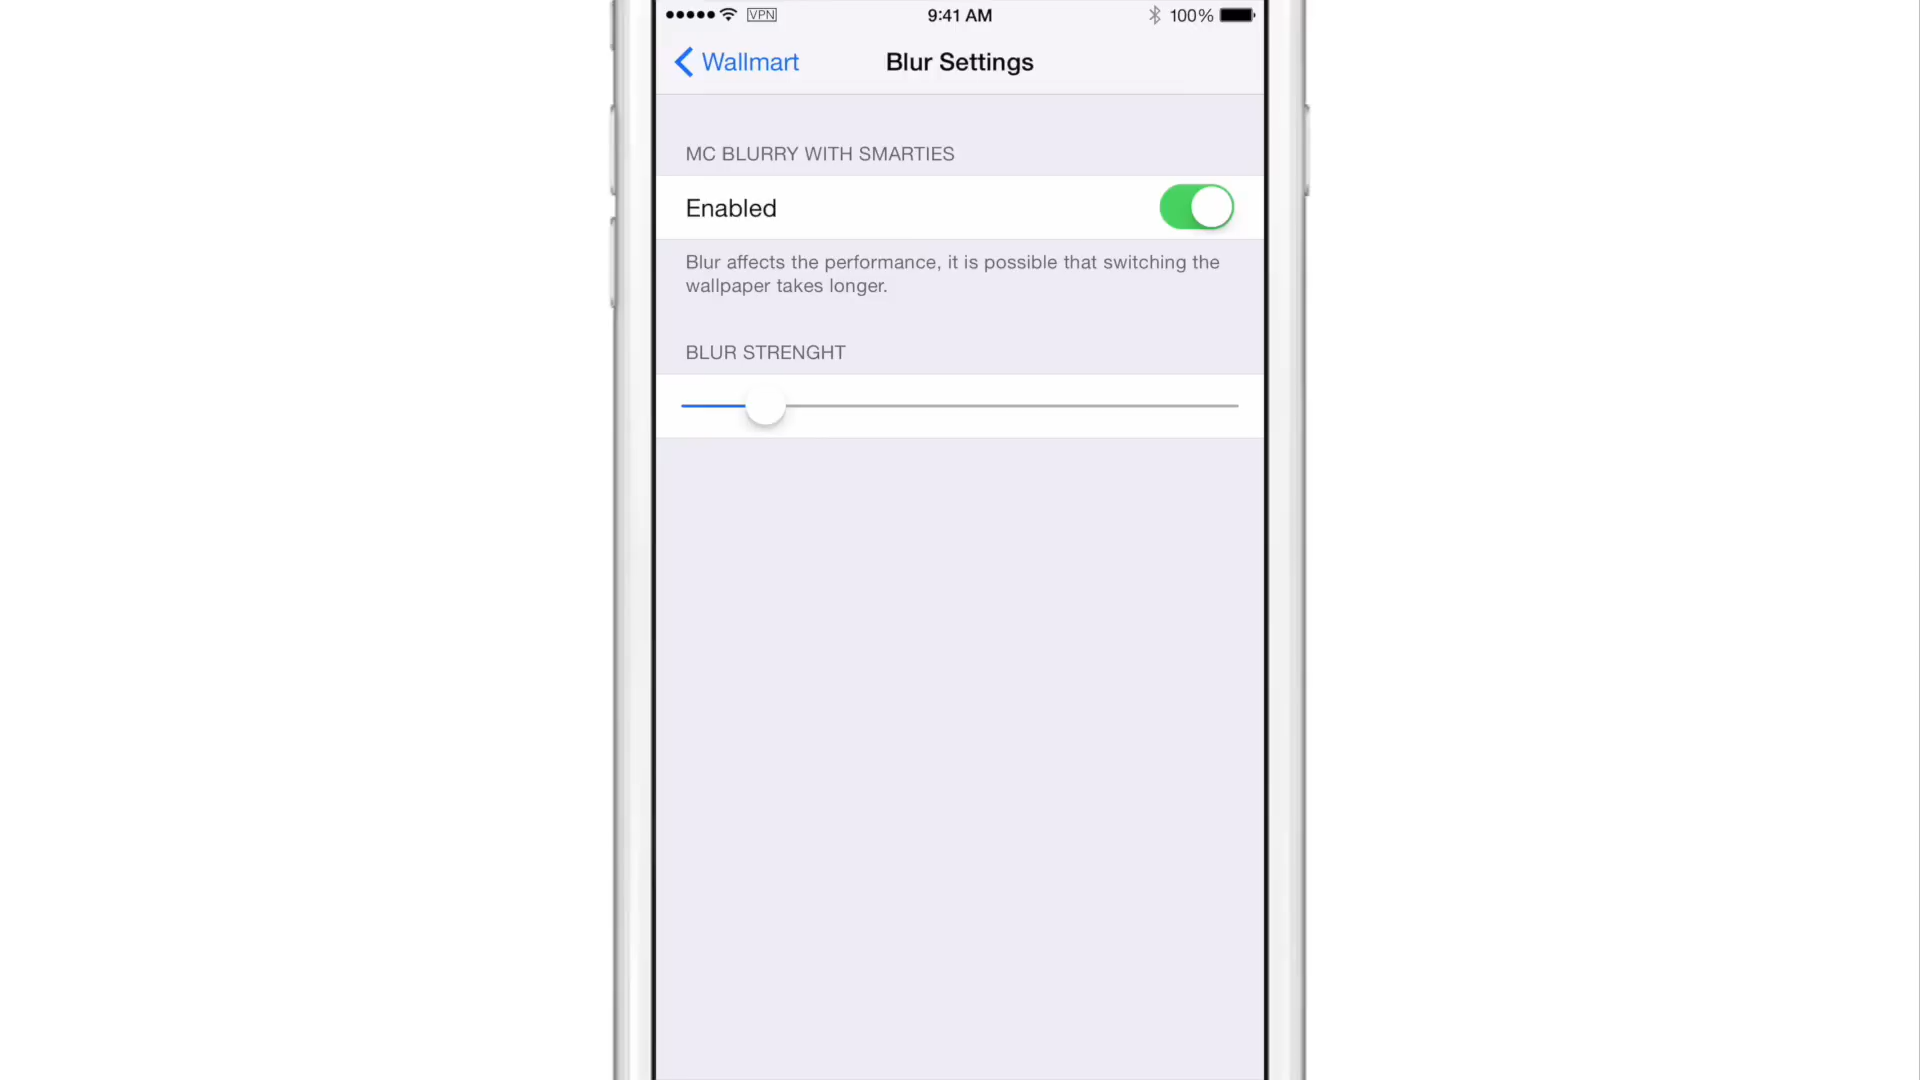 VPN 9:41 AM 100%
Wallmart Blur Settings
MC BLURRY WITH SMARTIES
Enabled
Blur affects the performance, it is possible that switching the
wallpaper takes longer.
BLUR STRENGHT